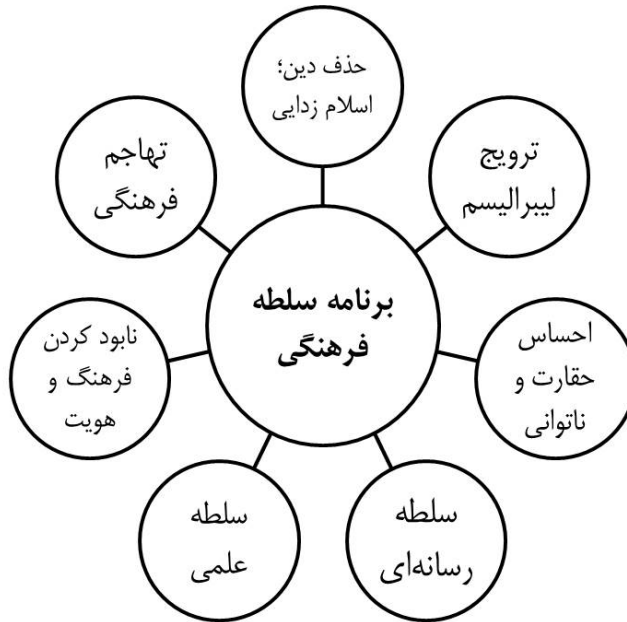 حذف دین؛
اسلام زدایی
ترویج
لیبرالیسم
احساس
حقارت و
ناتوانی
سلطه
رسانه‌ای
سلطه
علمی
نابود کردن
فرهنگ و
هویت
تهاجم
فرهنگی
برنامه سلطه
فرهنگی